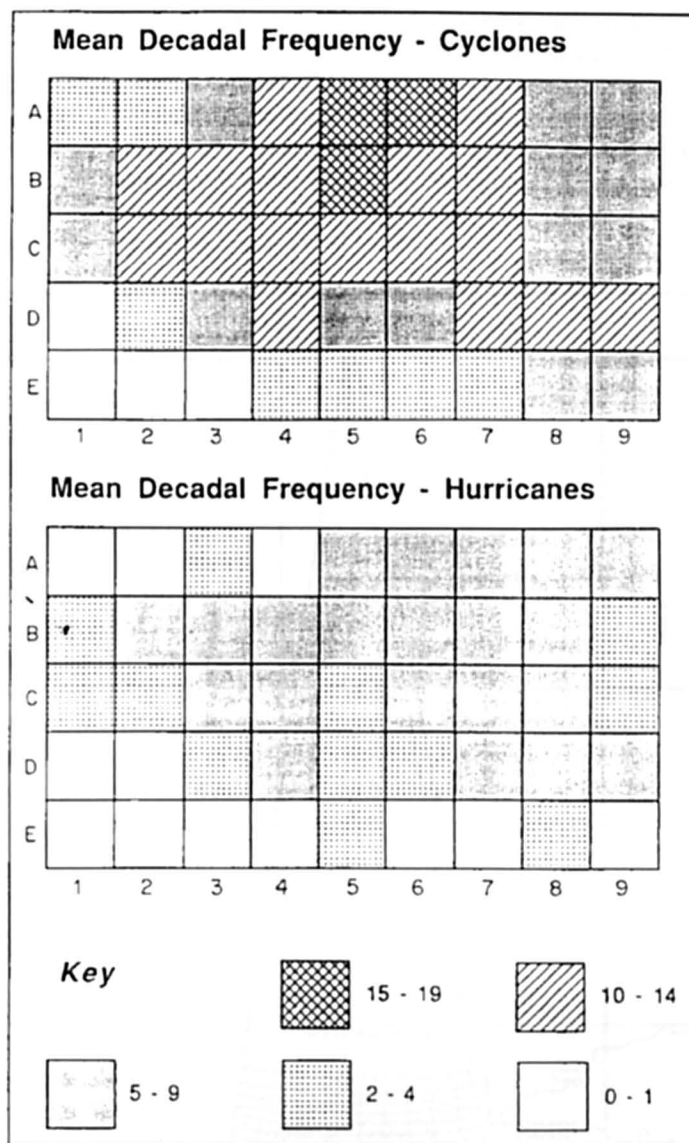 Mean Decadal Frequency - Cyclones
A
B
C
D
E
1 2 3 4 5 6 7 8 9
Mean Decadal Frequency - Hurricanes
A
B
C
D
E
1 2 3 4 5 6 7 8 9
Key
15 - 19
10 - 14
5 - 9
2 - 4
0 - 1